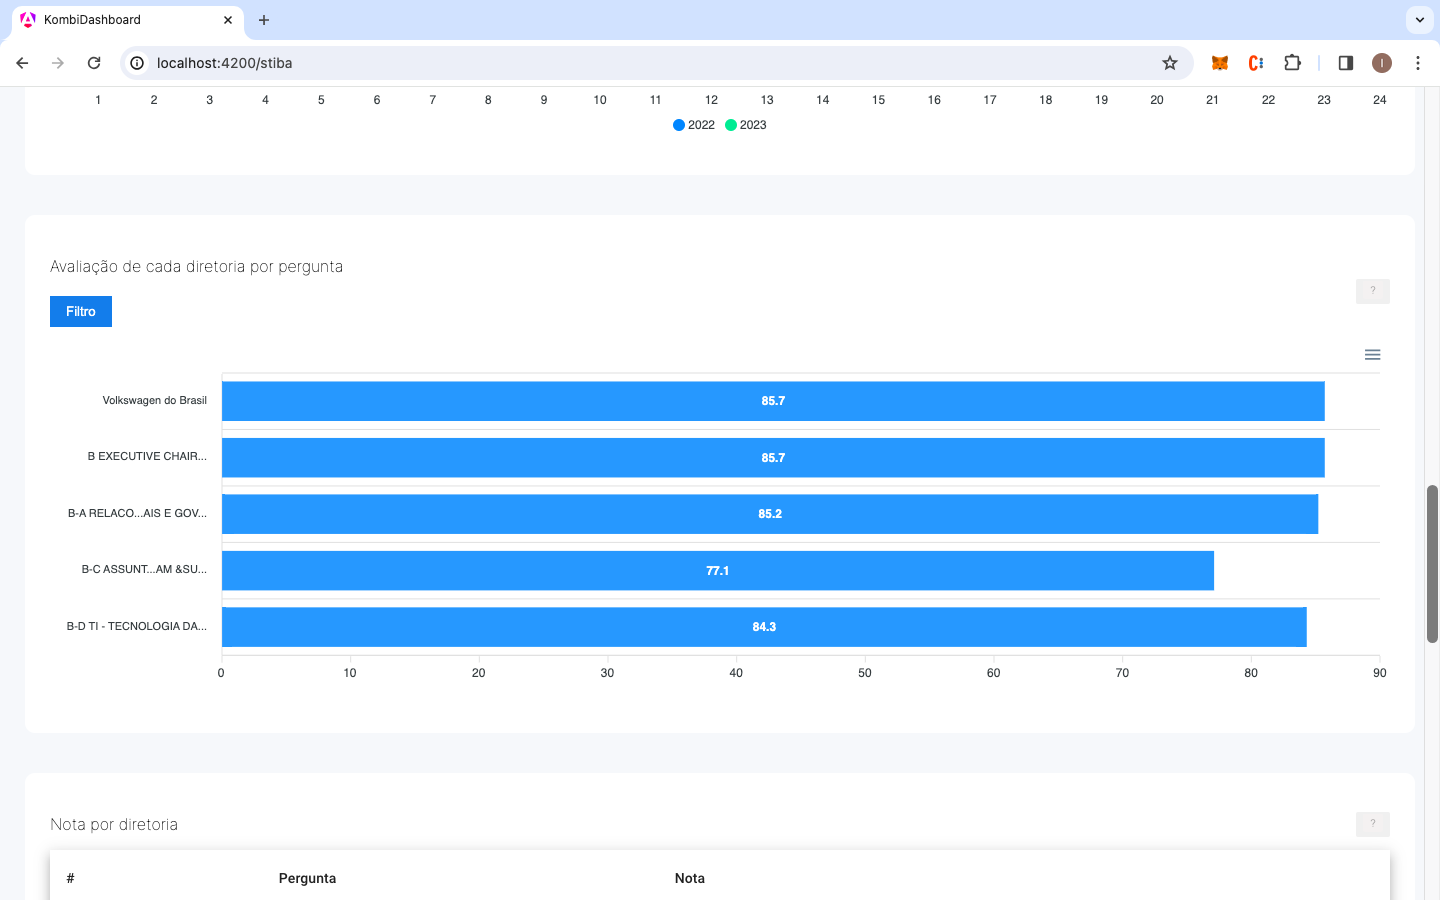 KombiDashboard
localhost:4200/stiba
1 2 3 4 5 6 7 8 9 10 11 12 13 14 15 16 17 18 19 20 21 22 23 24
2022 2023
Avaliação de cada diretoria por pergunta
?
Filtro
Volkswagen do Brasil 85.7
B EXECUTIVE CHAIR... 85.7
B-A RELACO...AIS E GOV... 85.2
B-C ASSUNT...AM &SU... 77.1
B-D TI - TECNOLOGIA DA... 84.3
0 10 20 30 40 50 60 70 80 90
Nota por diretoria ?
# Pergunta Nota